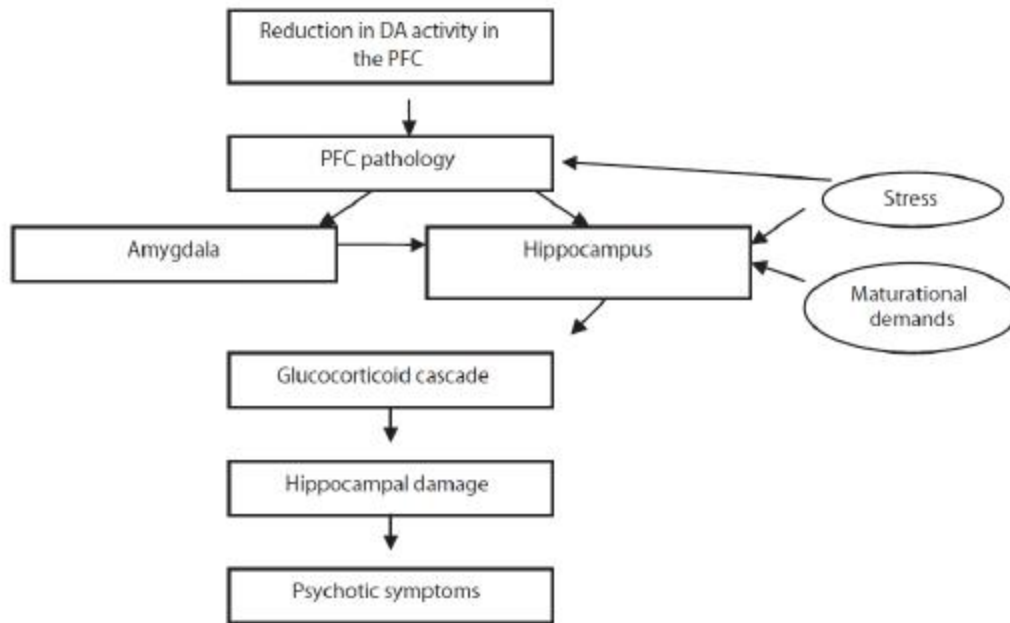 Reduction in DA activity in
the PFC
PFC pathology
Stress
Amygdala
Hippocampus
Maturational
demands
Glucocorticoid cascade
Hippocampal damage
Psychotic symptoms